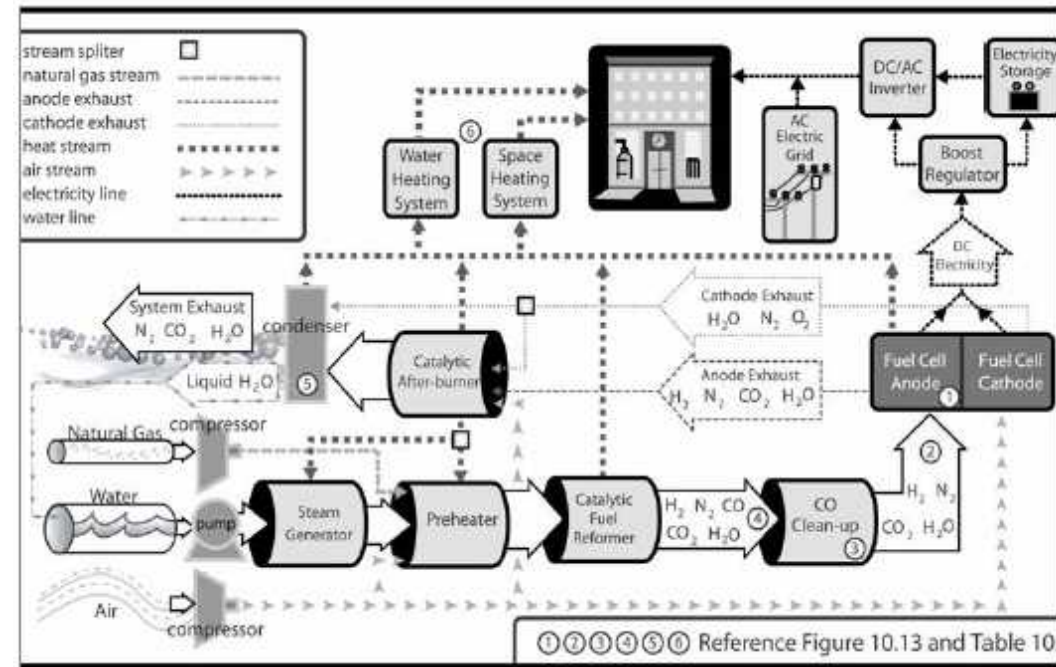 stream spliter
natural gas stream
anode exhaust
cathode exhaust
heat stream
air stream
electricity line
water line
⑥
Water
Heating
System
Space
Heating
System
AC
Electric
Grid
DC/AC
Inverter
Electricity
Storage
Boost
Regulator
DC
Electricity
System Exhaust
N₂ CO₂ H₂O
condenser
⑤
Liquid H₂O
Catalytic
After-burner
Cathode Exhaust
H₂O N₂ O₂
Anode Exhaust
H₂ N₂ CO₂ H₂O
Fuel Cell
Anode ①
Fuel Cell
Cathode
compressor
Natural Gas
Water
pump
Steam
Generator
Preheater
Catalytic
Fuel
Reformer
H₂ N₂ CO
④
CO₂ H₂O
CO
Clean-up
③
②
H₂ N₂
CO₂ H₂O
Air
compressor
①②③④⑤⑥ Reference Figure 10.13 and Table 10